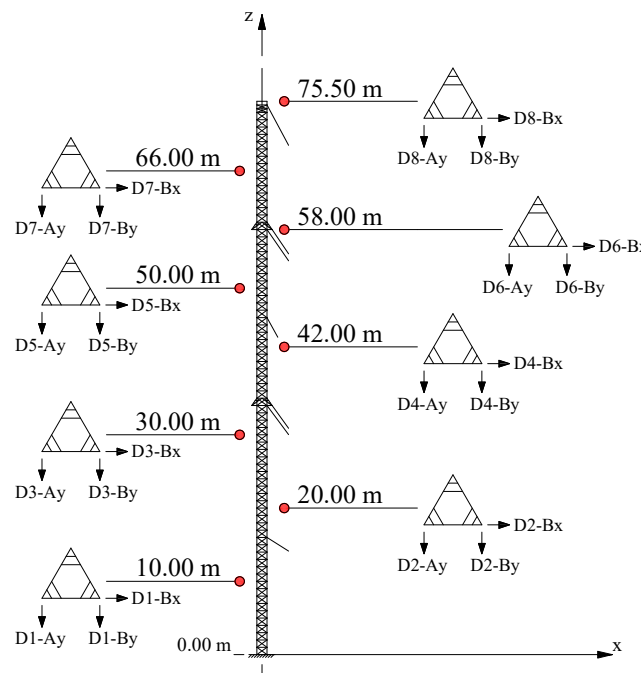 z
75.50 m
D8-Bx
D8-Ay D8-By
66.00 m
D7-Bx
D7-Ay D7-By
58.00 m
D6-Bx
D6-Ay D6-By
50.00 m
D5-Bx
D5-Ay D5-By
42.00 m
D4-Bx
D4-Ay D4-By
30.00 m
D3-Bx
D3-Ay D3-By
20.00 m
D2-Bx
D2-Ay D2-By
10.00 m
D1-Bx
D1-Ay D1-By
0.00 m
x